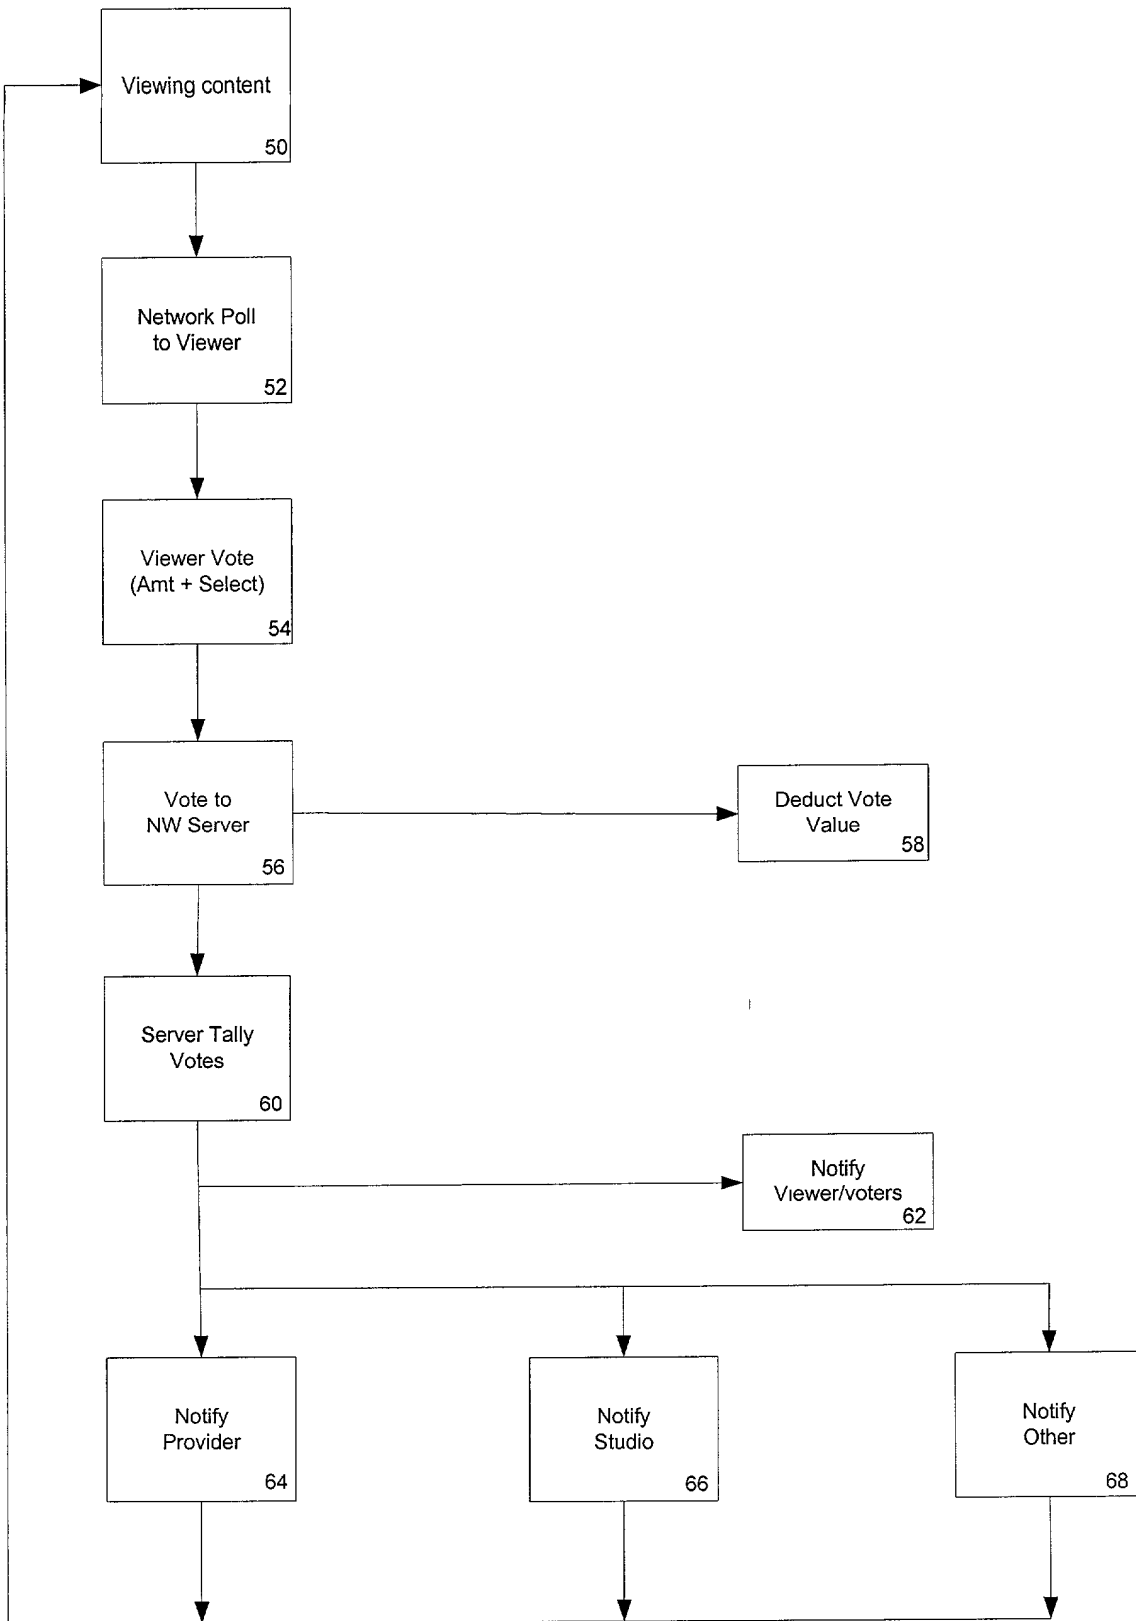 Viewing content
50
Network Poll
to Viewer
52
Viewer Vote
(Amt + Select)
54
Vote to
NW Server
56
Deduct Vote
Value
58
Server Tally
Votes
60
Notify
Viewer/voters
62
Notify
Provider
64
Notify
Studio
66
Notify
Other
68